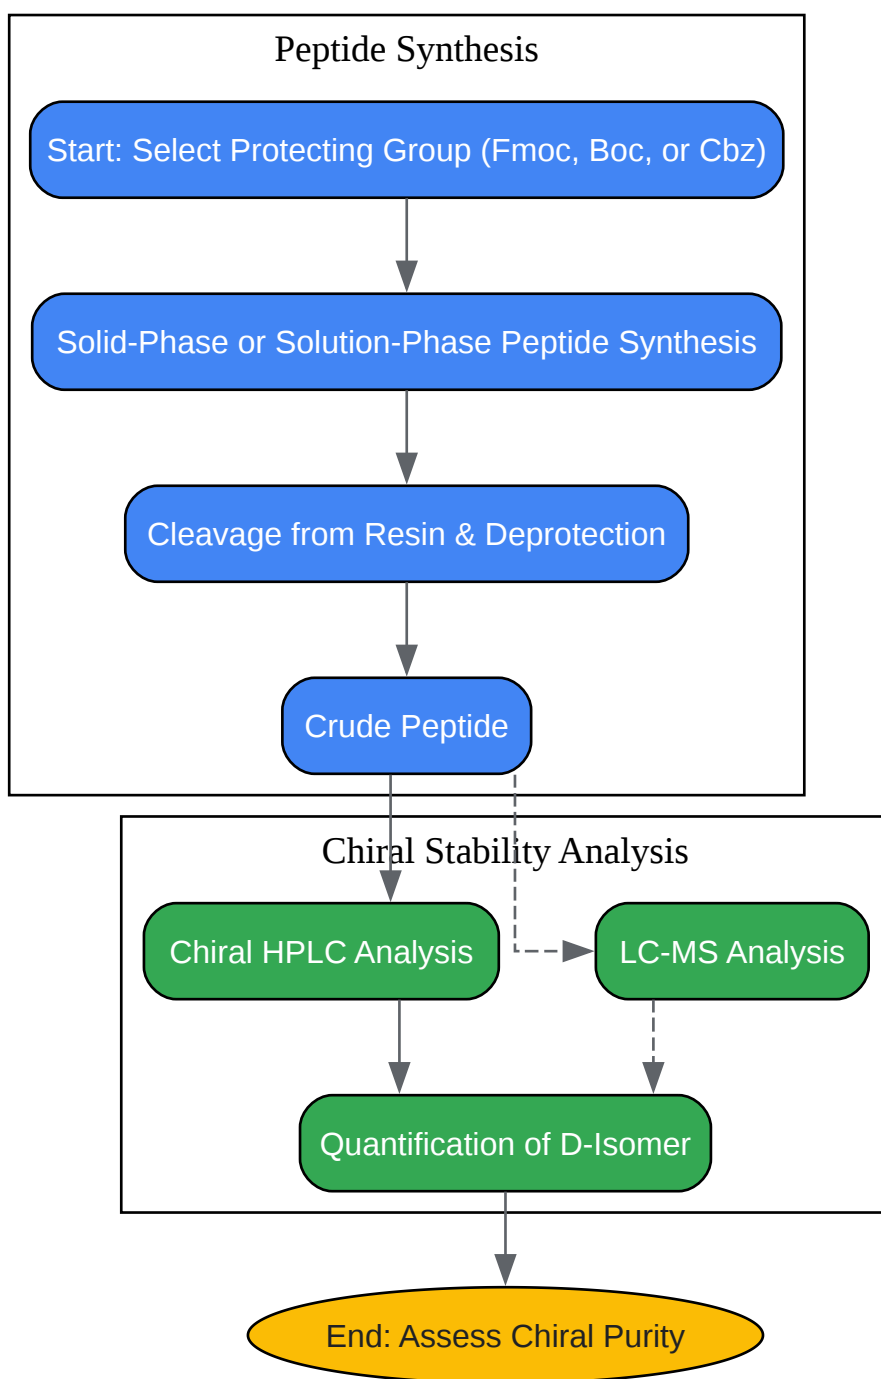 Peptide Synthesis
Start: Select Protecting Group (Fmoc, Boc, or Cbz)
Solid-Phase or Solution-Phase Peptide Synthesis
Cleavage from Resin & Deprotection
Crude Peptide
Chiral Stability Analysis
Chiral HPLC Analysis
LC-MS Analysis
Quantification of D-Isomer
End: Assess Chiral Purity